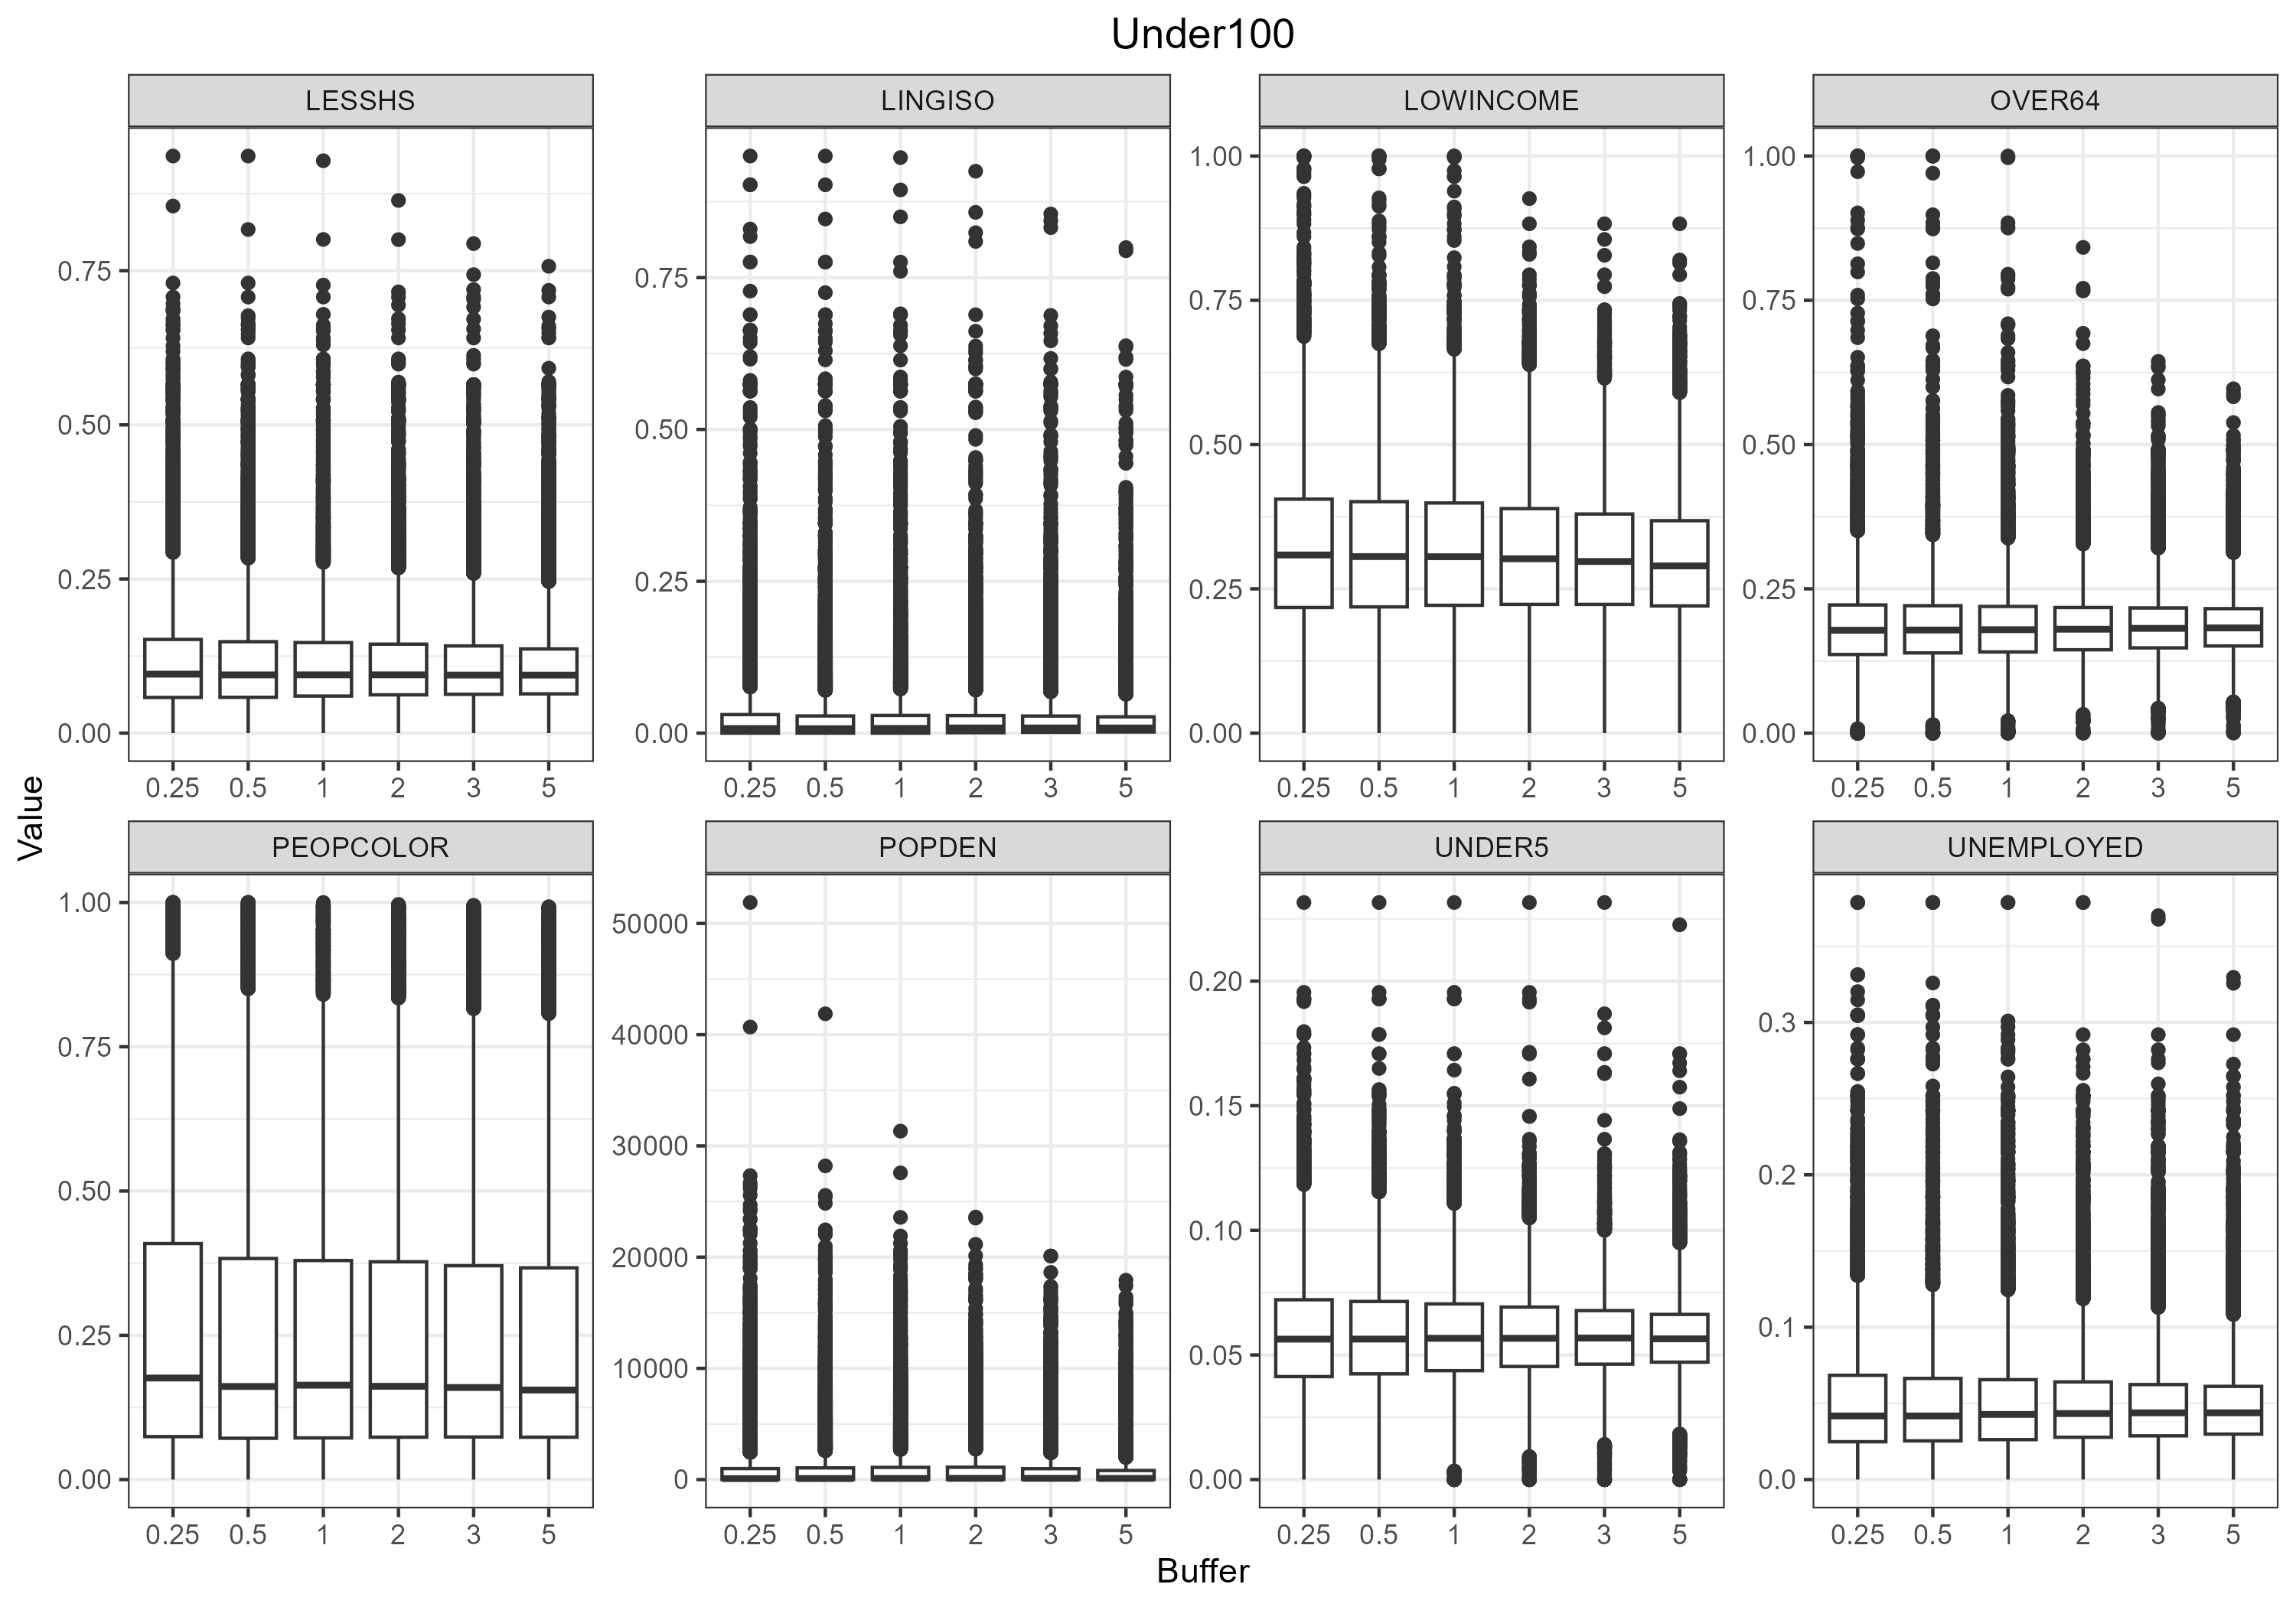 Under100
LESSHS LINGISO LOWINCOME OVER64
0.75 0.75 1.00 1.00
0.50 0.50 0.75 0.75
0.25 0.25 0.50 0.50
0.00 0.00 0.25 0.25
0.00 0.00
0.25 0.5 1 2 3 5 0.25 0.5 1 2 3 5 0.25 0.5 1 2 3 5 0.25 0.5 1 2 3 5
Value
PEOPCOLOR POPDEN UNDER5 UNEMPLOYED
1.00 50000 0.20 0.3
0.75 40000 0.15 0.2
0.50 30000 0.10 0.1
0.25 20000 0.05 0.0
0.00 10000 0.00
0
0.25 0.5 1 2 3 5 0.25 0.5 1 2 3 5 0.25 0.5 1 2 3 5 0.25 0.5 1 2 3 5
Buffer